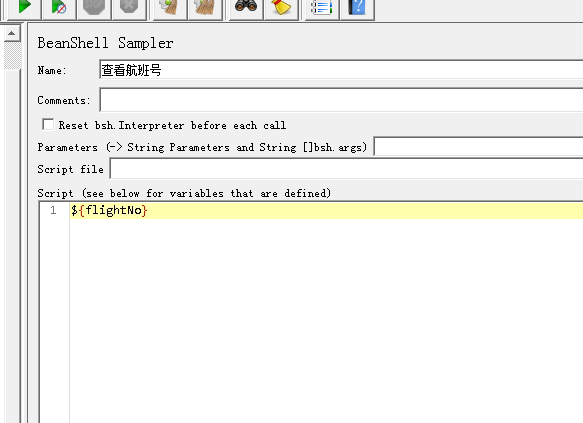 BeanShell Sampler
Name: 查看航班号
Comments:
Reset bsh.Interpreter before each call
Parameters (-> String Parameters and String []bsh.args)
Script file
Script (see below for variables that are defined)
1 ${flightNo}